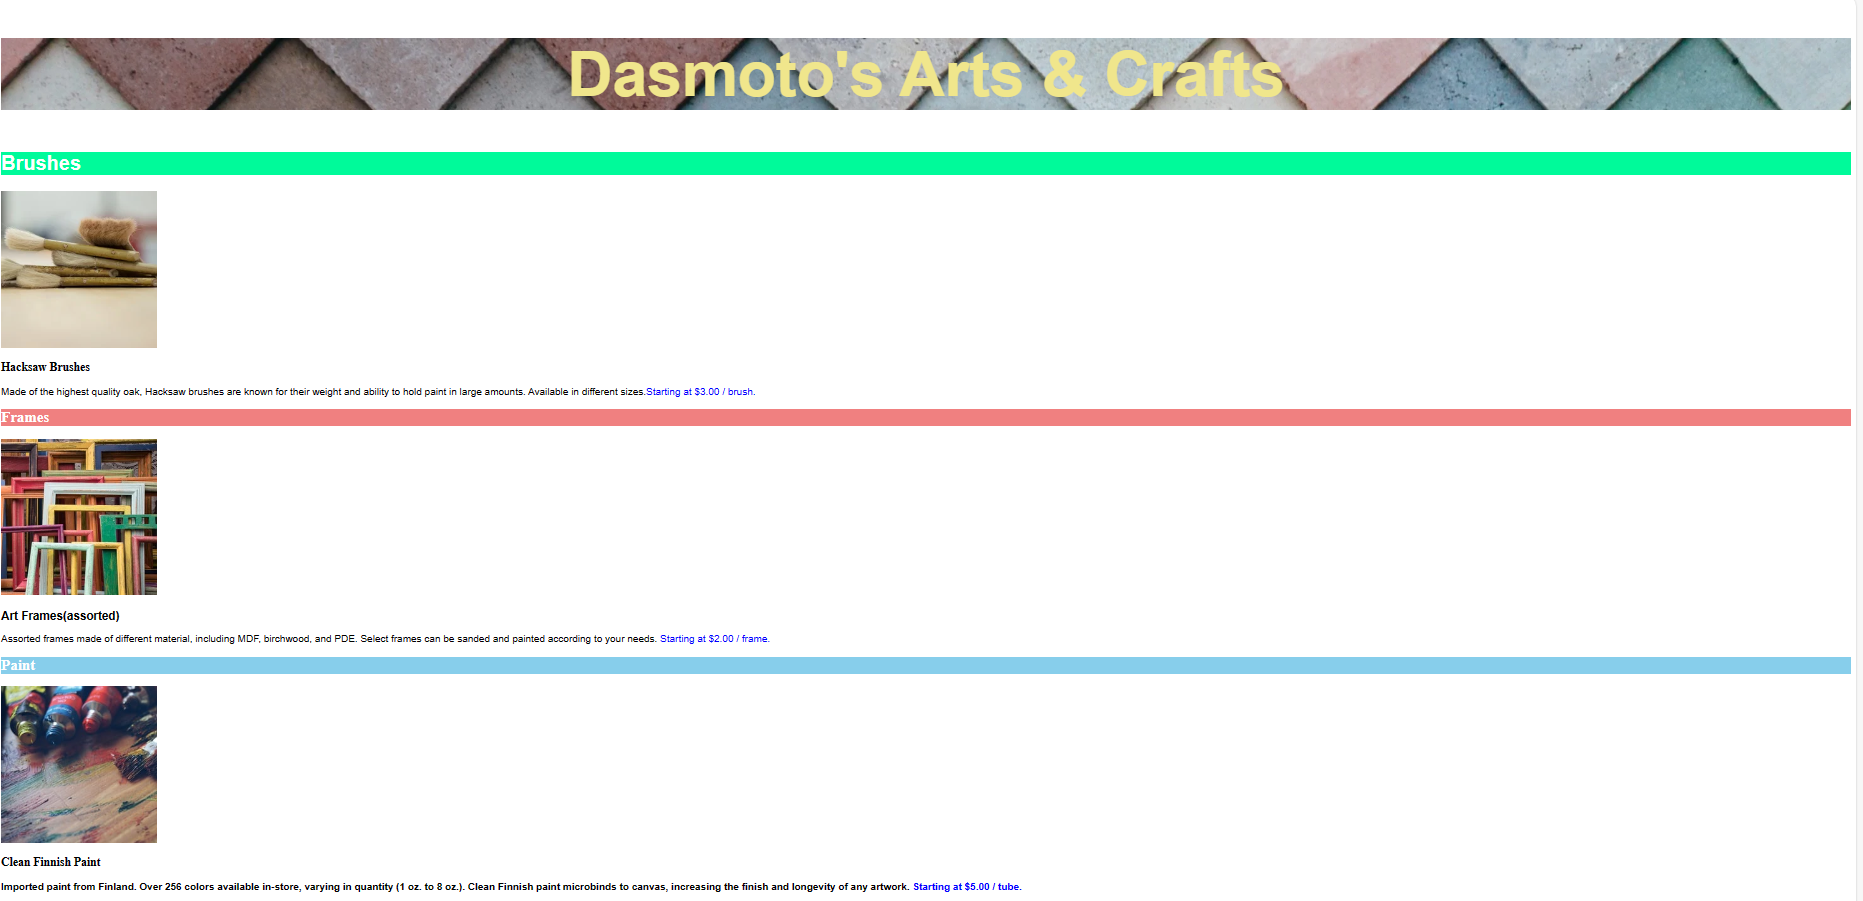 Dasmoto's Arts & Crafts
Brushes
Hacksaw Brushes
Made of the highest quality oak, Hacksaw brushes are known for their weight and ability to hold paint in large amounts. Available in different sizes.Starting at $3.00 / brush.
Frames
Art Frames(assorted)
Assorted frames made of different material, including MDF, birchwood, and PDE. Select frames can be sanded and painted according to your needs. Starting at $2.00 / frame.
Paint
Clean Finnish Paint
Imported paint from Finland. Over 256 colors available in-store, varying in quantity (1 oz. to 8 oz.). Clean Finnish paint microbinds to canvas, increasing the finish and longevity of any artwork. Starting at $5.00 / tube.